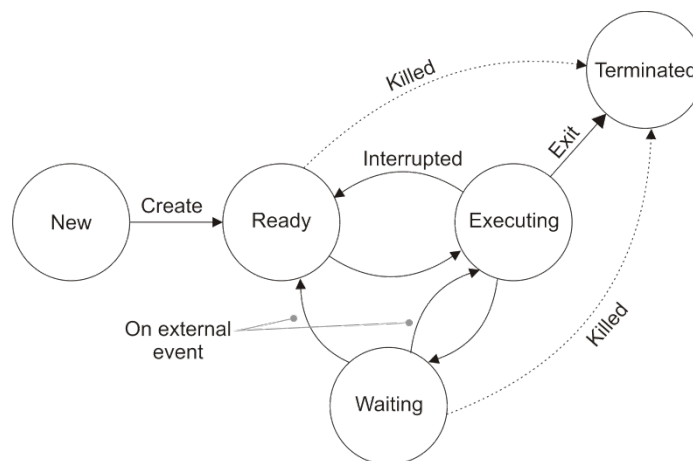 Terminated
Killed
Exit
Interrupted
Create
New
Ready
Executing
On external
event
Killed
Waiting